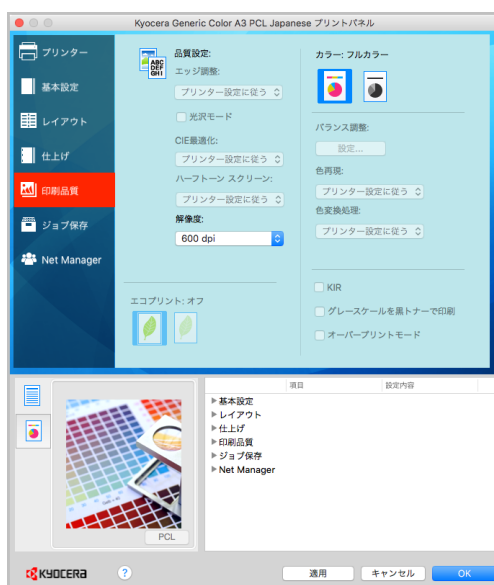 Kyocera Generic Color A3 PCL Japanese プリントパネル
プリンター
基本設定
レイアウト
仕上げ
印刷品質
ジョブ保存
Net Manager
ABC
DEF
GHI
品質設定:
エッジ調整:
プリンター設定に従う
光沢モード
CIE最適化:
プリンター設定に従う
ハーフトーン スクリーン:
プリンター設定に従う
解像度:
600 dpi
エコプリント: オフ
カラー: フルカラー
バランス調整:
設定...
色再現:
プリンター設定に従う
色変換処理:
プリンター設定に従う
KIR
グレースケールを黒トナーで印刷
オーバープリントモード
PCL
項目 設定内容
基本設定
レイアウト
仕上げ
印刷品質
ジョブ保存
Net Manager
KYOCERA
?
適用 キャンセル OK